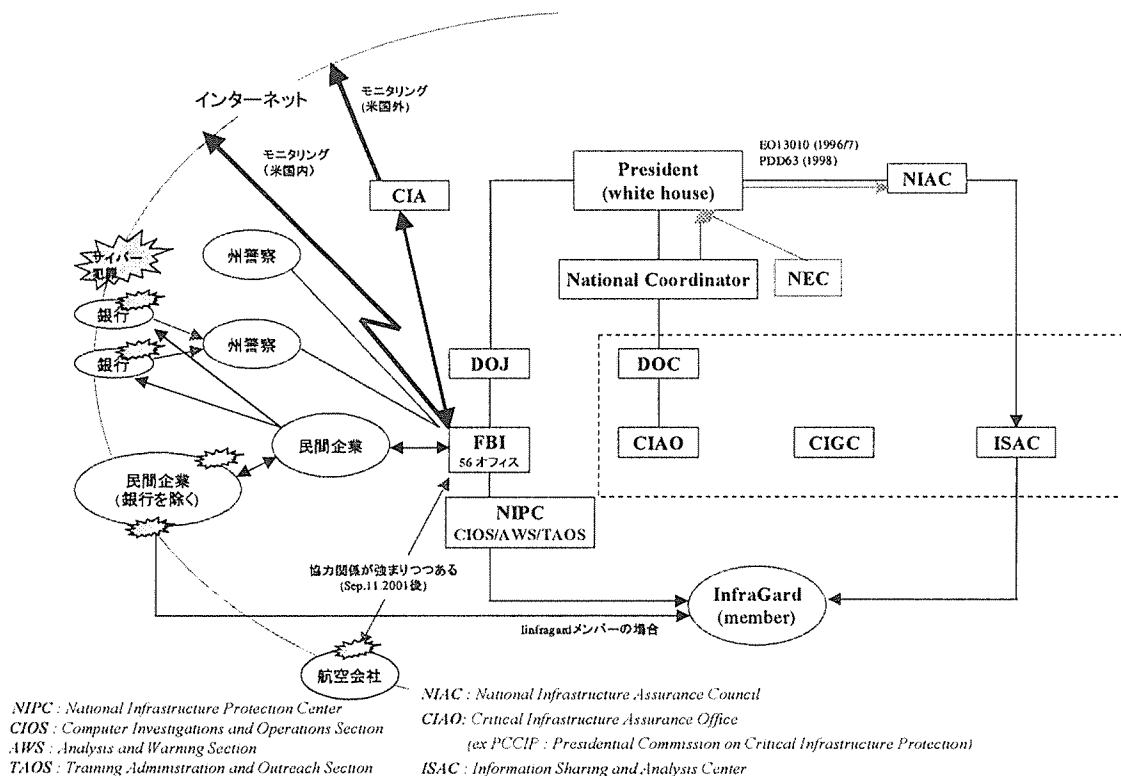 モニタリング
(米国外)
インターネット
モニタリング
(米国内)
EO13010 (1996/7)
PDD63 (1998)
President
(white house)
NIAC
CIA
サイバー
犯罪
州警察
National Coordinator
NEC
銀行
州警察
銀行
DOJ
DOC
民間企業
FBI
56 オフィス
CIAO
CIGC
ISAC
民間企業
(銀行を除く)
NIPC
CIOS/AWS/TAOS
協力関係が強まりつつある
(Sep.11.2001後)
InfraGard
(member)
Iinfragardメンバーの場合
航空会社
NIPC : National Infrastructure Protection Center
CIOS : Computer Investigations and Operations Section
AWS : Analysis and Warning Section
TAOS : Training Administration and Outreach Section
NIAC : National Infrastructure Assurance Council
CIAO: Critical Infrastructure Assurance Office
(ex PCCIP : Presidential Commission on Critical Infrastructure Protection)
ISAC : Information Sharing and Analysis Center